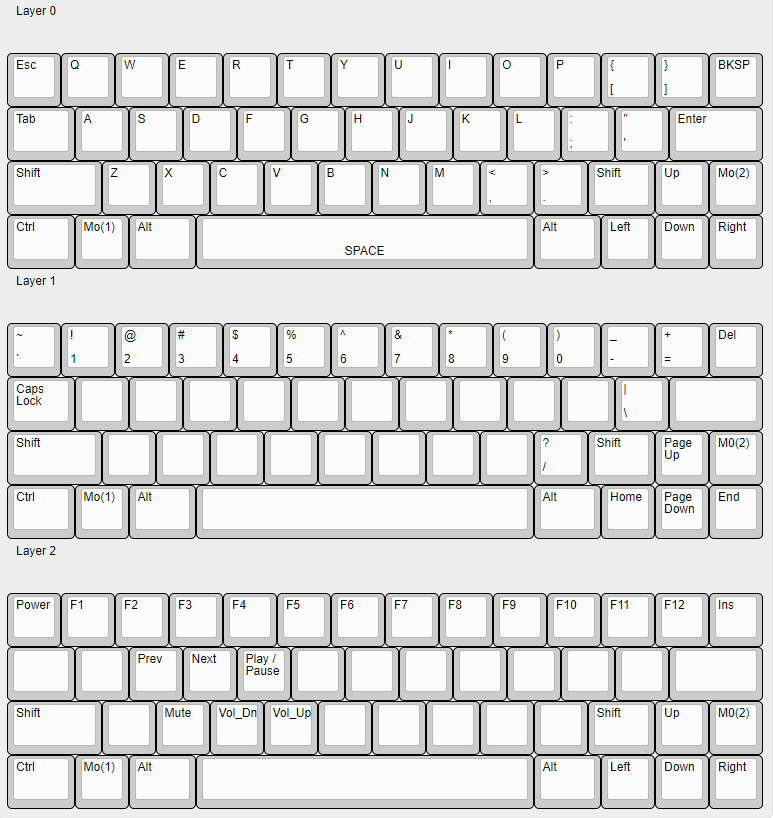 Layer 0
Esc Q W E R T Y U I O P { } BKSP
[ ]
Tab A S D F G H J K L : " Enter
; '
Shift Z X C V B N M < > Shift Up Mo(2)
, .
Ctrl Mo(1) Alt Alt Left Down Right
SPACE
Layer 1
~ ! @ # $ % ^ & * ( ) _ + Del
` 1 2 3 4 5 6 7 8 9 0 - =
Caps |
Lock
\
Shift ? Shift Page M0(2)
Up
/
Ctrl Mo(1) Alt Alt Home Page End
Down
Layer 2
Power F1 F2 F3 F4 F5 F6 F7 F8 F9 F10 F11 F12 Ins
Prev Next Play /
Pause
Shift Mute Vol_Dn Vol_Up Shift Up M0(2)
Ctrl Mo(1) Alt Alt Left Down Right